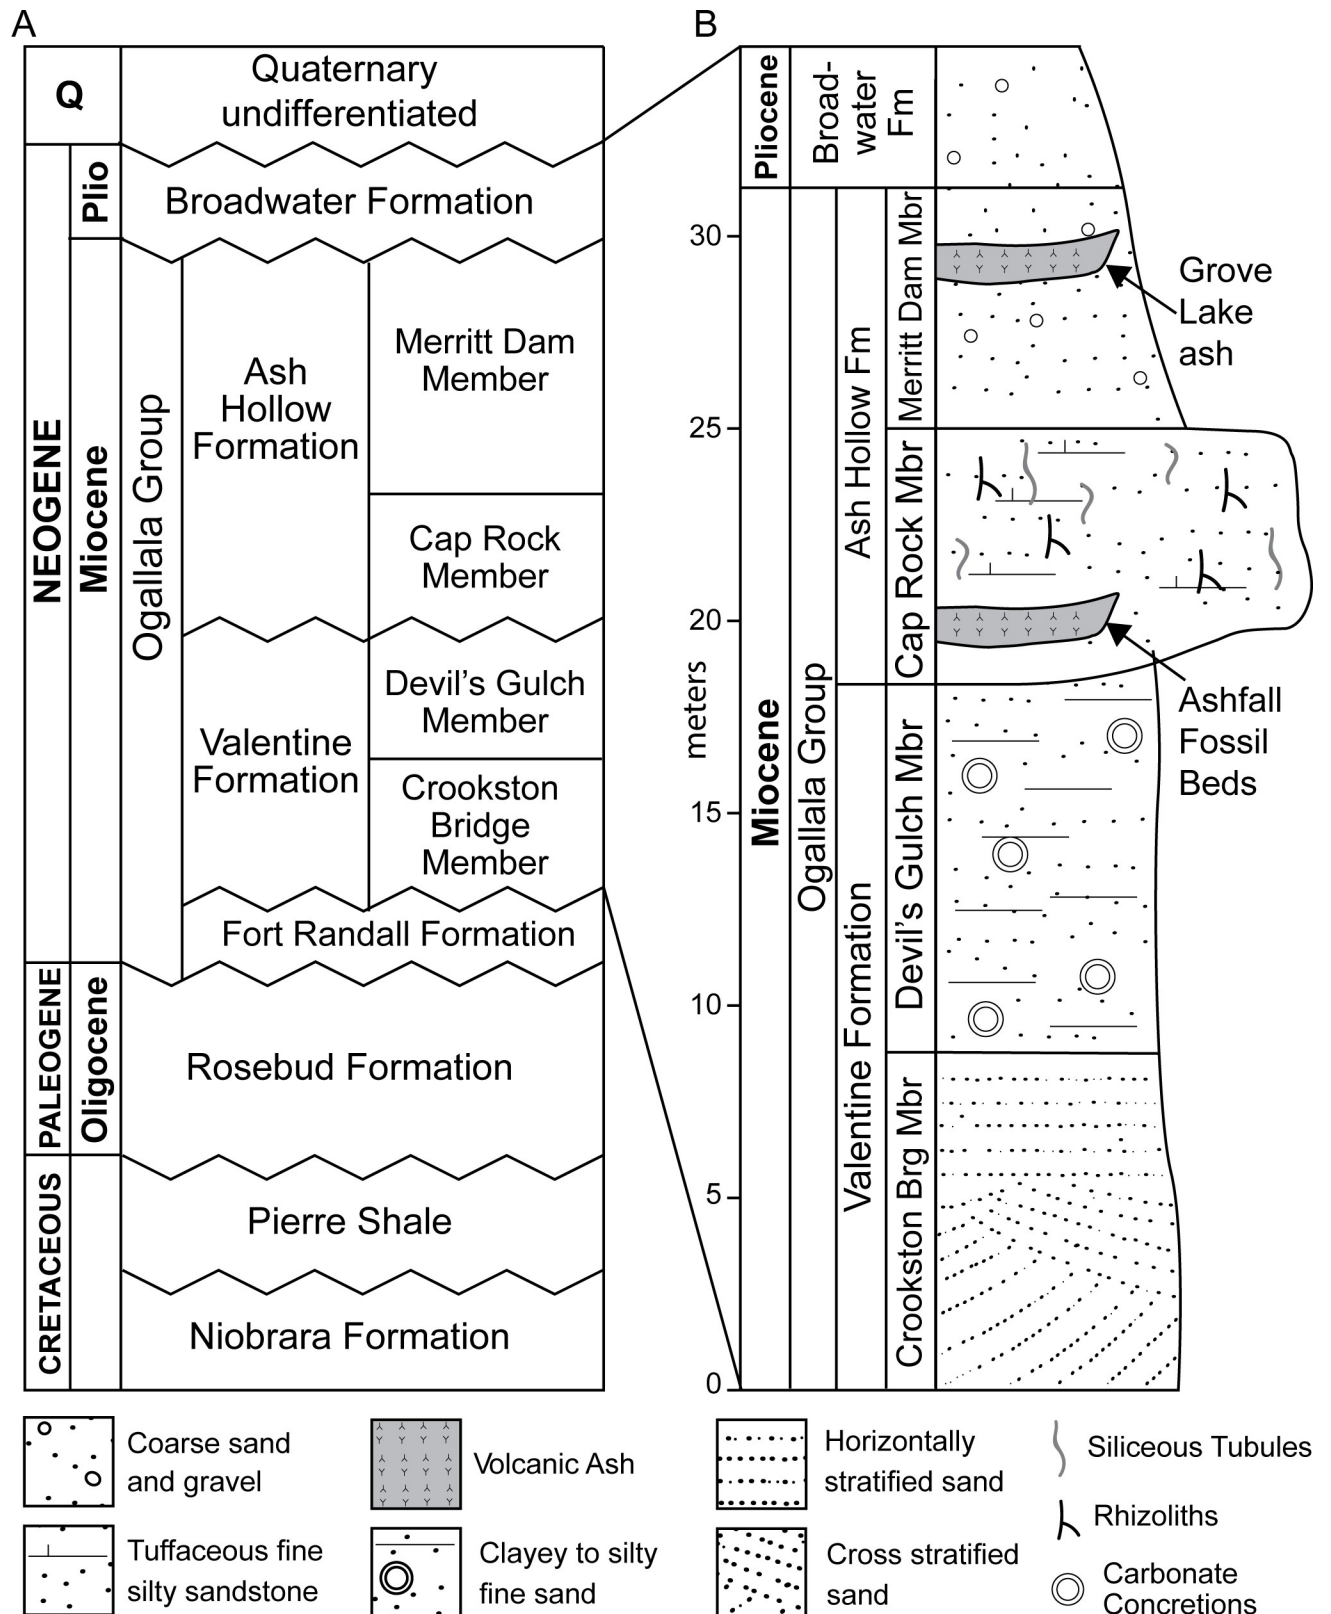 A
Q
Quaternary
undifferentiated
NEOGENE
Plio
Broadwater Formation
Miocene
Ogallala Group
Ash
Hollow
Formation
Merritt Dam
Member
Cap Rock
Member
Valentine
Formation
Devil's Gulch
Member
Crookston
Bridge
Member
Fort Randall Formation
PALEOGENE
Oligocene
Rosebud Formation
CRETACEOUS
Pierre Shale
Niobrara Formation
B
Pliocene
Broad-
water
Fm
Miocene
Ogallala Group
Ash Hollow Fm
Merritt Dam Mbr
Cap Rock Mbr
Valentine Formation
Devil's Gulch Mbr
Crookston Brg Mbr
30
25
20
meters
15
10
5
0
Grove
Lake
ash
Ashfall
Fossil
Beds
Coarse sand
and gravel
Tuffaceous fine
silty sandstone
Volcanic Ash
Clayey to silty
fine sand
Horizontally
stratified sand
Cross stratified
sand
Siliceous Tubules
Rhizoliths
Carbonate
Concretions